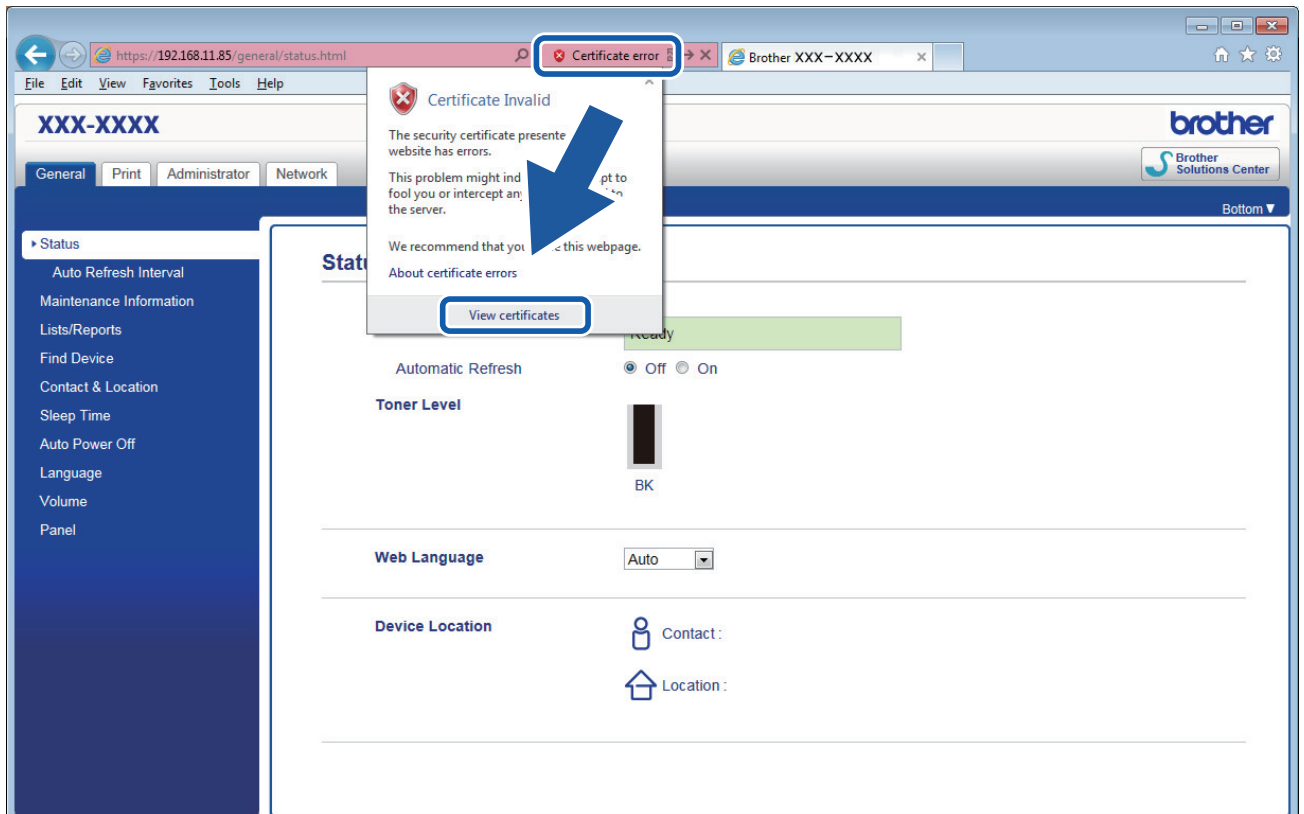 https://192.168.11.85/general/status.html
Certificate error
Brother XXX-XXXX
File Edit View Favorites Tools Help
Certificate Invalid
The security certificate presente
website has errors.
This problem might ind pt to
fool you or intercept an to
the server.
We recommend that you this webpage.
About certificate errors
View certificates
XXX-XXXX
brother
General Print Administrator Network
Brother
Solutions Center
Bottom▼
Status
Auto Refresh Interval
Maintenance Information
Lists/Reports
Find Device
Contact & Location
Sleep Time
Auto Power Off
Language
Volume
Panel
Statu
Ready
Automatic Refresh Off On
Toner Level
BK
Web Language Auto
Device Location Contact :
Location :